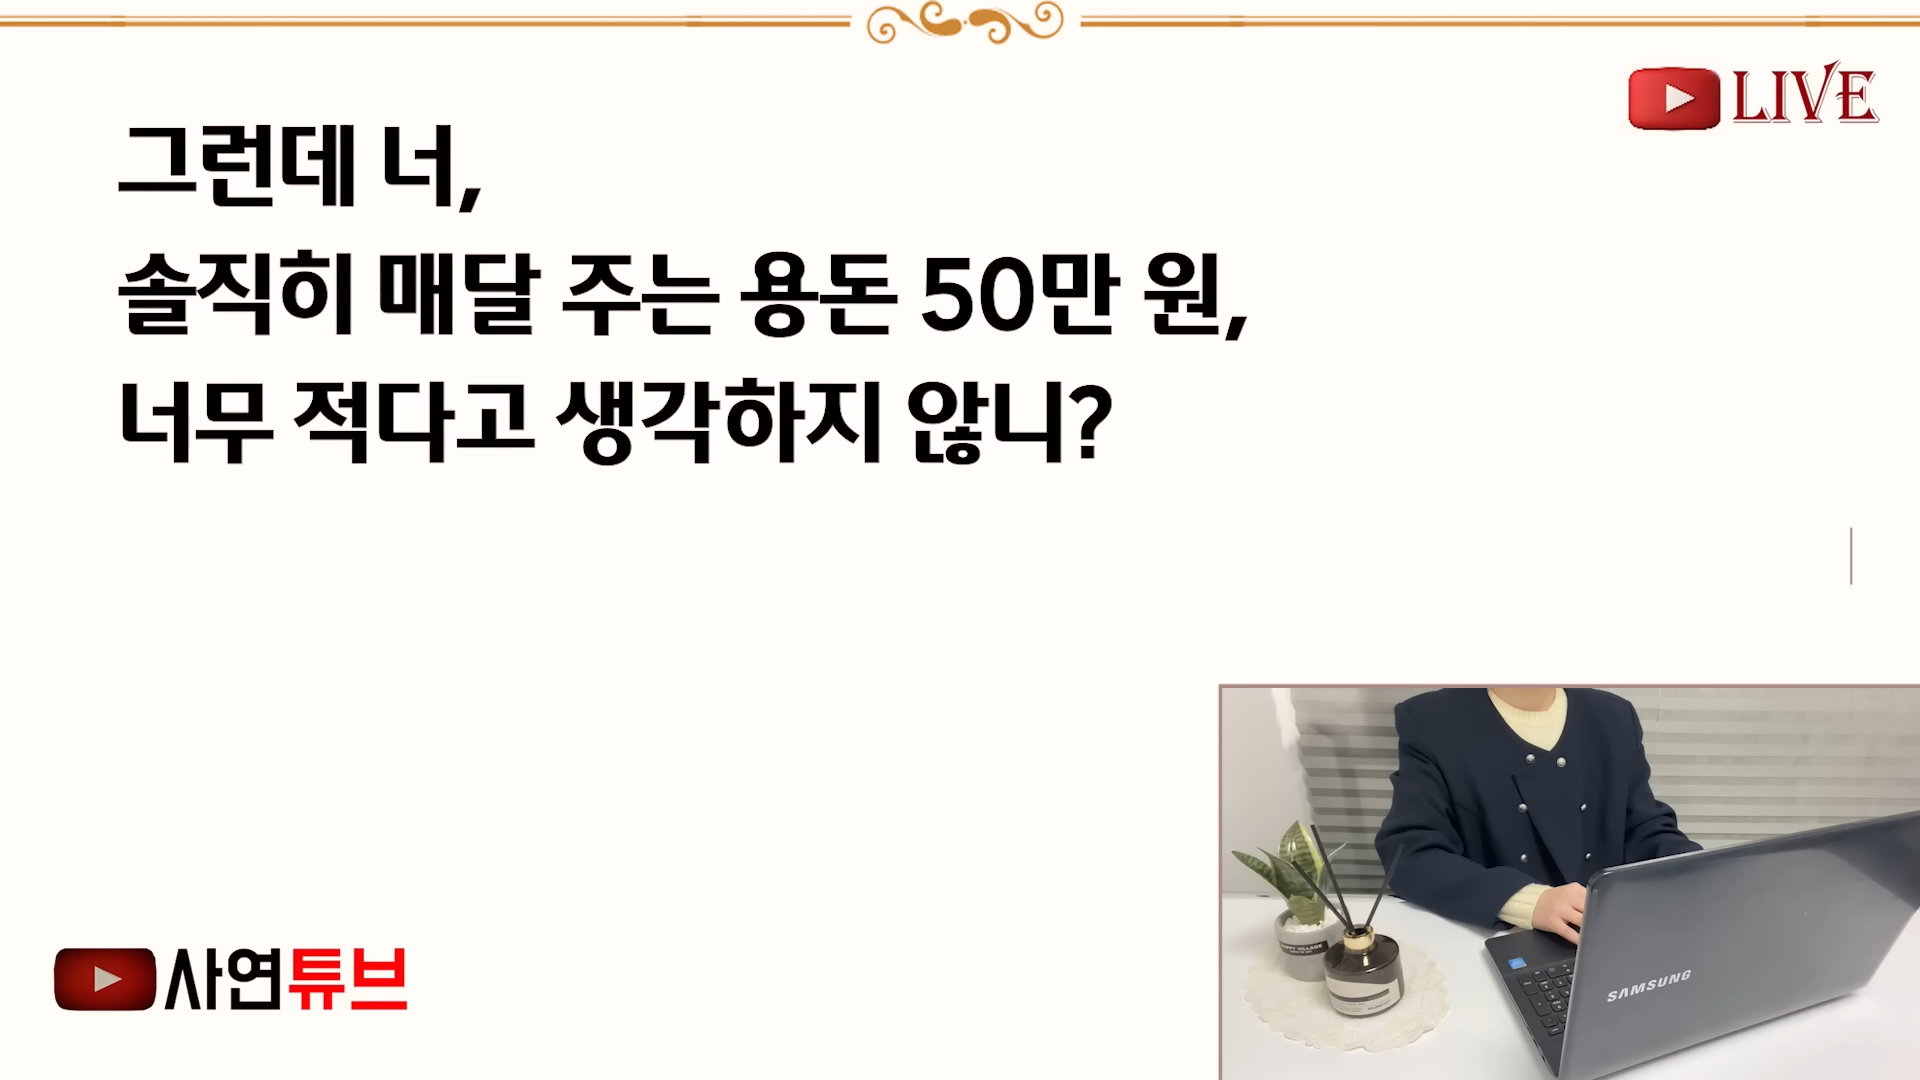 LIVE
그런데 너,
솔직히 매달 주는 용돈 50만 원,
너무 적다고 생각하지 않니?
사연튜브
SAMSUNG